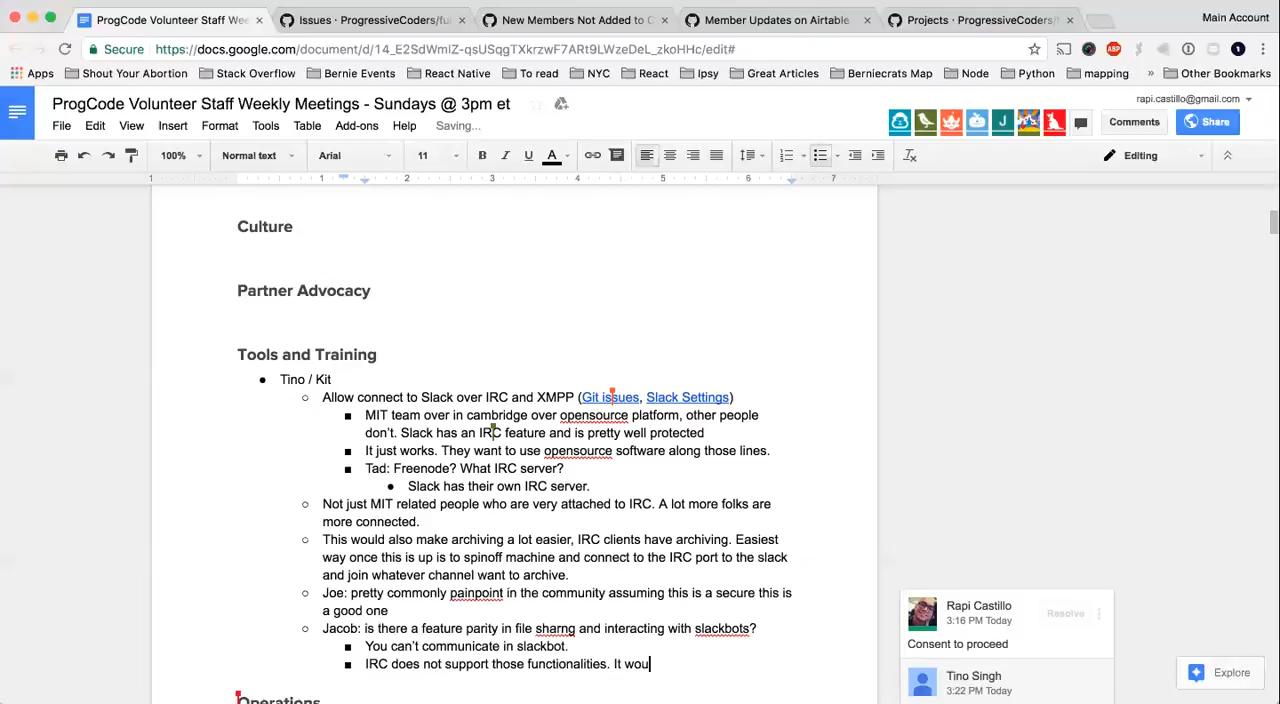 ProgCode Volunteer Staff Wee
Issues · ProgressiveCoders/fu
New Members Not Added to C
Member Updates on Airtable
Projects · ProgressiveCoders/
Main Account
Secure
https://docs.google.com/document/d/14_E2SdWmIZ-qsUSqgTXkrzwF7ARt9LWzeDeL_zkoHHc/edit#
Apps Shout Your Abortion Stack Overflow Bernie Events React Native To read NYC React Ipsy Great Articles Berniecrats Map Node Python mapping » Other Bookmarks
ProgCode Volunteer Staff Weekly Meetings - Sundays @ 3pm et
rapi.castillo@gmail.com
File Edit View Insert Format Tools Table Add-ons Help Saving...
J
Comments
Share
100% Normal text Arial 11 B I U A Editing
1 1 2 3 4 5 6 7
Culture
Partner Advocacy
Tools and Training
● Tino / Kit
○ Allow connect to Slack over IRC and XMPP (Git issues, Slack Settings)
■ MIT team over in cambridge over opensource platform, other people
don't. Slack has an IRC feature and is pretty well protected
■ It just works. They want to use opensource software along those lines.
■ Tad: Freenode? What IRC server?
● Slack has their own IRC server.
○ Not just MIT related people who are very attached to IRC. A lot more folks are
more connected.
○ This would also make archiving a lot easier, IRC clients have archiving. Easiest
way once this is up is to spinoff machine and connect to the IRC port to the slack
and join whatever channel want to archive.
○ Joe: pretty commonly painpoint in the community assuming this is a secure this is
a good one
○ Jacob: is there a feature parity in file sharng and interacting with slackbots?
■ You can't communicate in slackbot.
■ IRC does not support those functionalities. It wou
Operations
Rapi Castillo
3:16 PM Today
Resolve
Consent to proceed
Tino Singh
3:22 PM Today
Explore